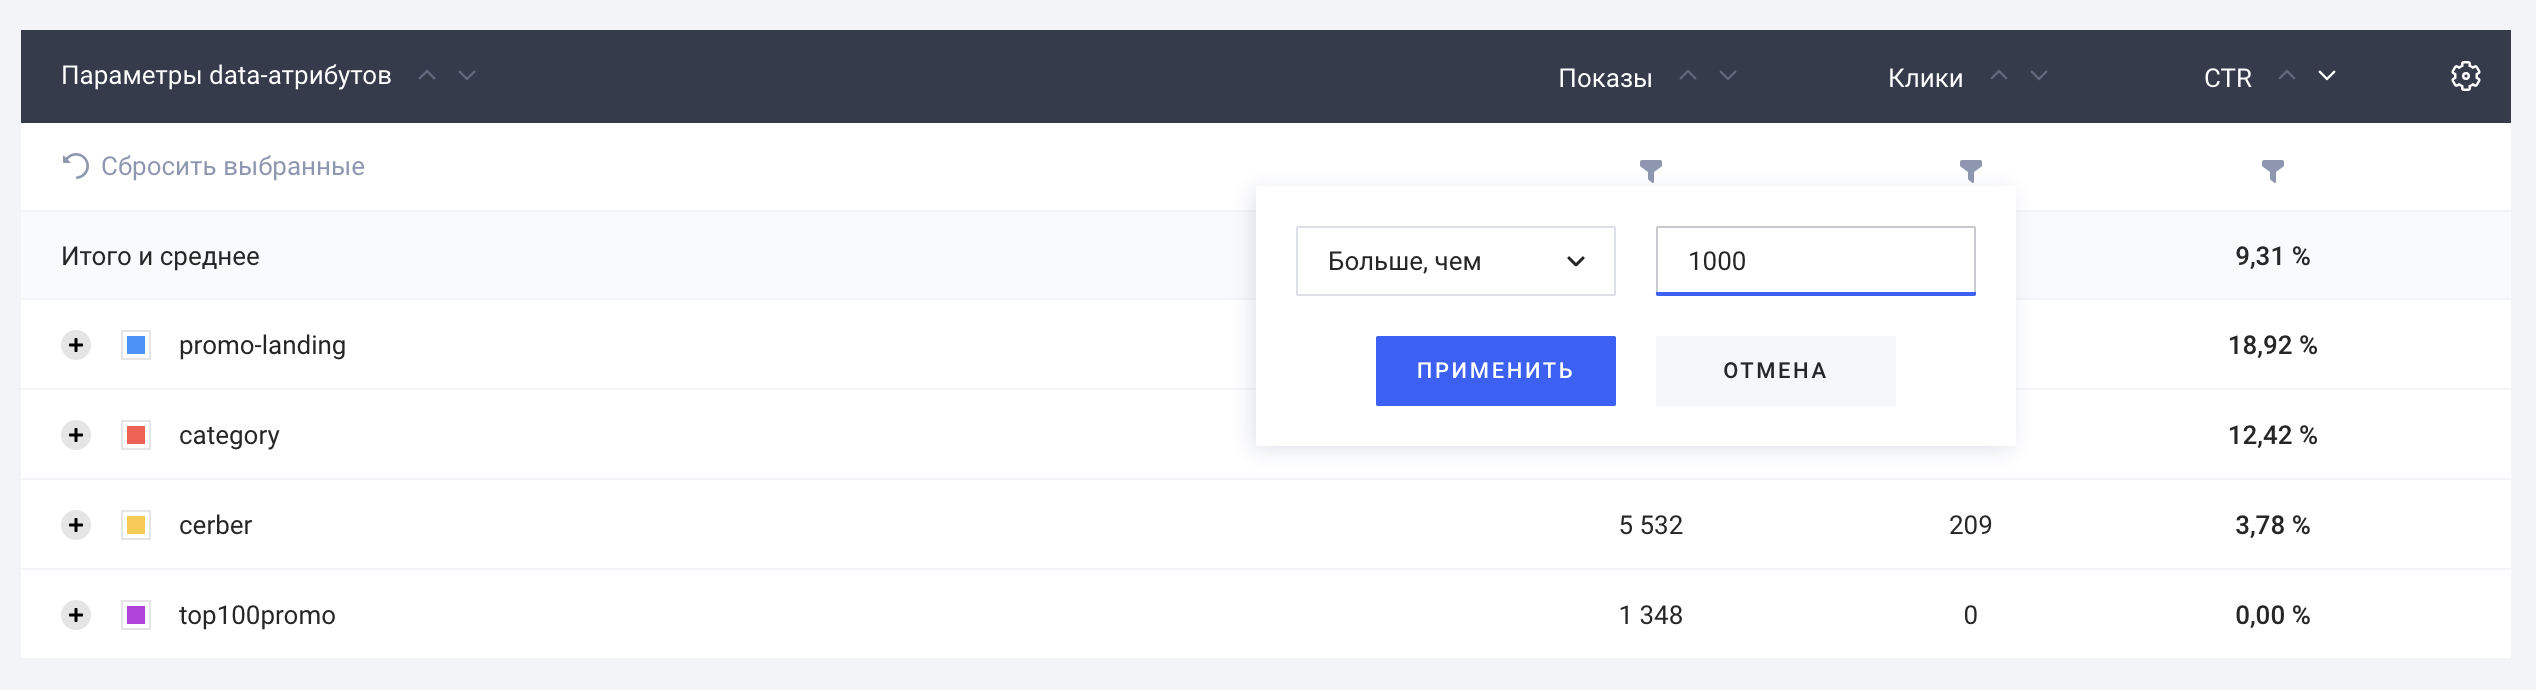 Параметры data-атрибутов Показы Клики CTR
Сбросить выбранные
Итого и среднее 9,31 %
Больше, чем 1000
promo-landing 18,92 %
ПРИМЕНИТЬ ОТМЕНА
category 12,42 %
cerber 5 532 209 3,78 %
top100promo 1 348 0 0,00 %